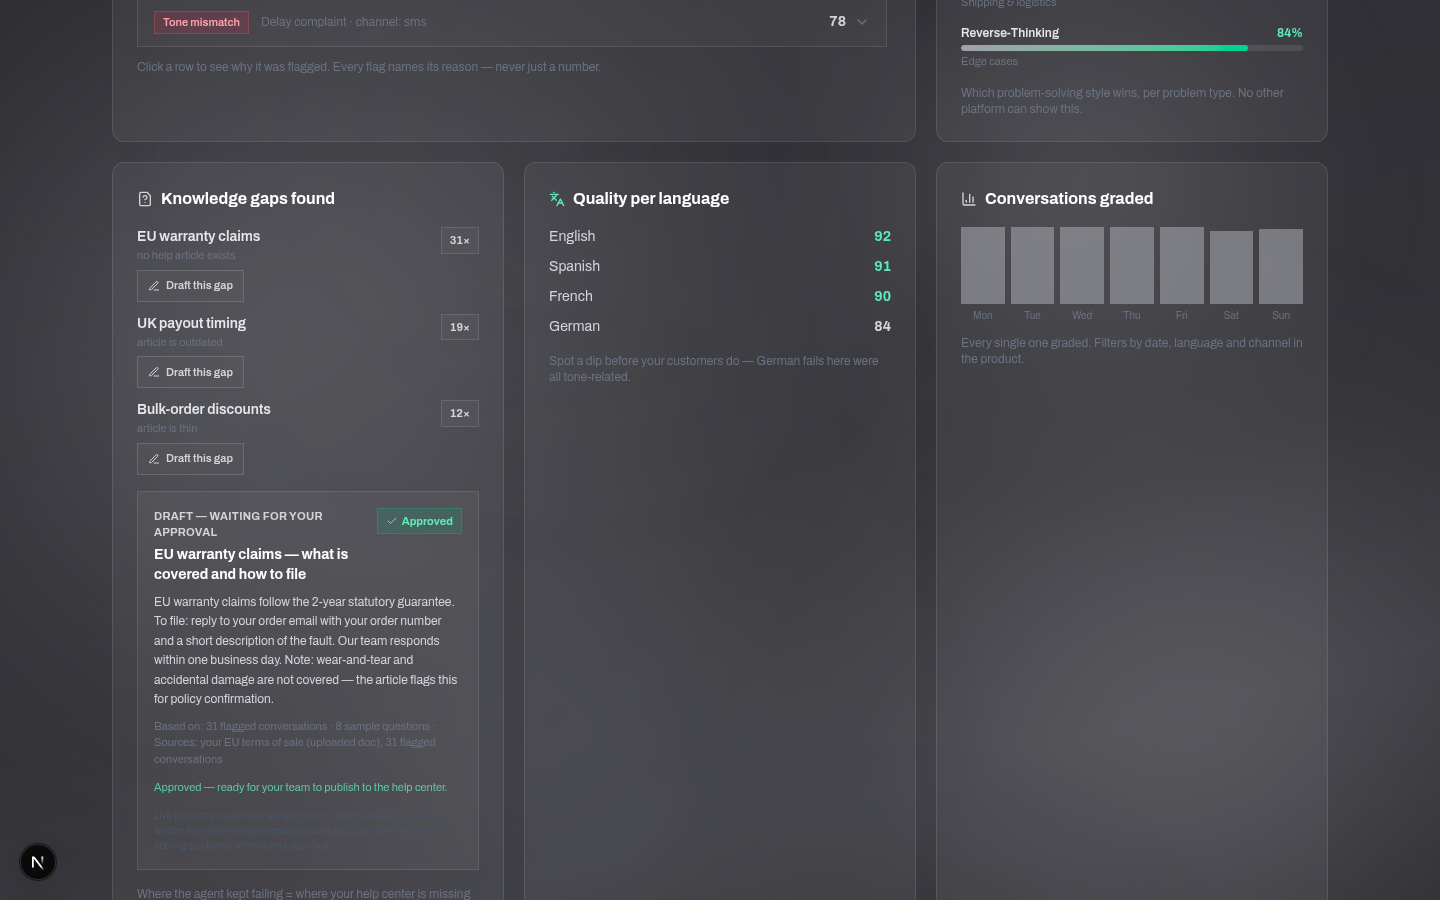 Shipping & logistics
Tone mismatch Delay complaint · channel: sms 78
Click a row to see why it was flagged. Every flag names its reason — never just a number.
Reverse-Thinking 84%
Edge cases
Which problem-solving style wins, per problem type. No other
platform can show this.
Knowledge gaps found
EU warranty claims 31×
no help article exists
Draft this gap
UK payout timing 19×
article is outdated
Draft this gap
Bulk-order discounts 12×
article is thin
Draft this gap
DRAFT — WAITING FOR YOUR
APPROVAL
Approved
EU warranty claims — what is
covered and how to file
EU warranty claims follow the 2-year statutory guarantee.
To file: reply to your order email with your order number
and a short description of the fault. Our team responds
within one business day. Note: wear-and-tear and
accidental damage are not covered — the article flags this
for policy confirmation.
Based on: 31 flagged conversations · 8 sample questions ·
Sources: your EU terms of sale (uploaded doc), 31 flagged
conversations
Approved — ready for your team to publish to the help center.
Live product
nothing without your
Where the agent kept failing = where your help center is missing
Quality per language
English 92
Spanish 91
French 90
German 84
Spot a dip before your customers do — German fails here were
all tone-related.
Conversations graded
Mon Tue Wed Thu Fri Sat Sun
Every single one graded. Filters by date, language and channel in
the product.
N